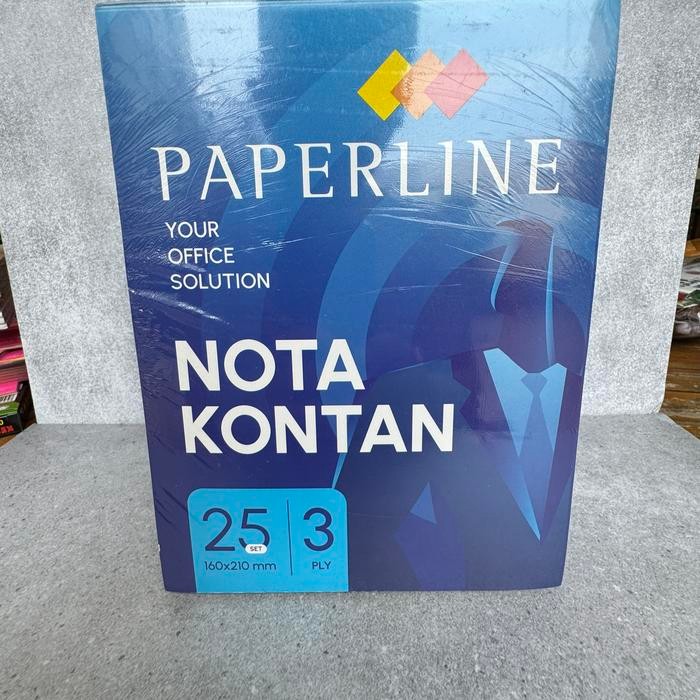 PAPERLINE
YOUR
OFFICE
SOLUTION
NOTA
KONTAN
25 SET
160x210 mm
3
PLY